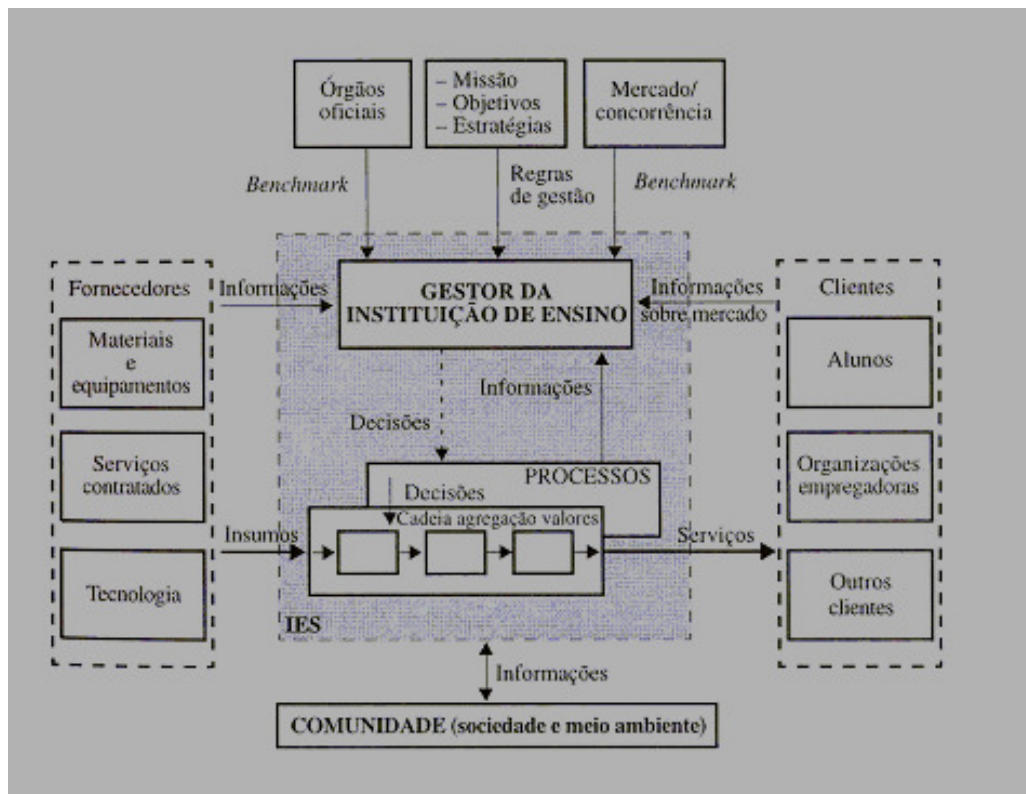 Órgãos
oficiais
– Missão
– Objetivos
– Estratégias
Mercado/
concorrência
Benchmark
Regras
de gestão
Benchmark
Fornecedores
Informações
GESTOR DA
INSTITUIÇÃO DE ENSINO
Informações
sobre mercado
Clientes
Materiais
e
equipamentos
Informações
Alunos
Decisões
Serviços
contratados
PROCESSOS
Decisões
Cadeia agregação valores
Organizações
empregadoras
Insumos
Serviços
Tecnologia
Outros
clientes
IES
Informações
COMUNIDADE (sociedade e meio ambiente)